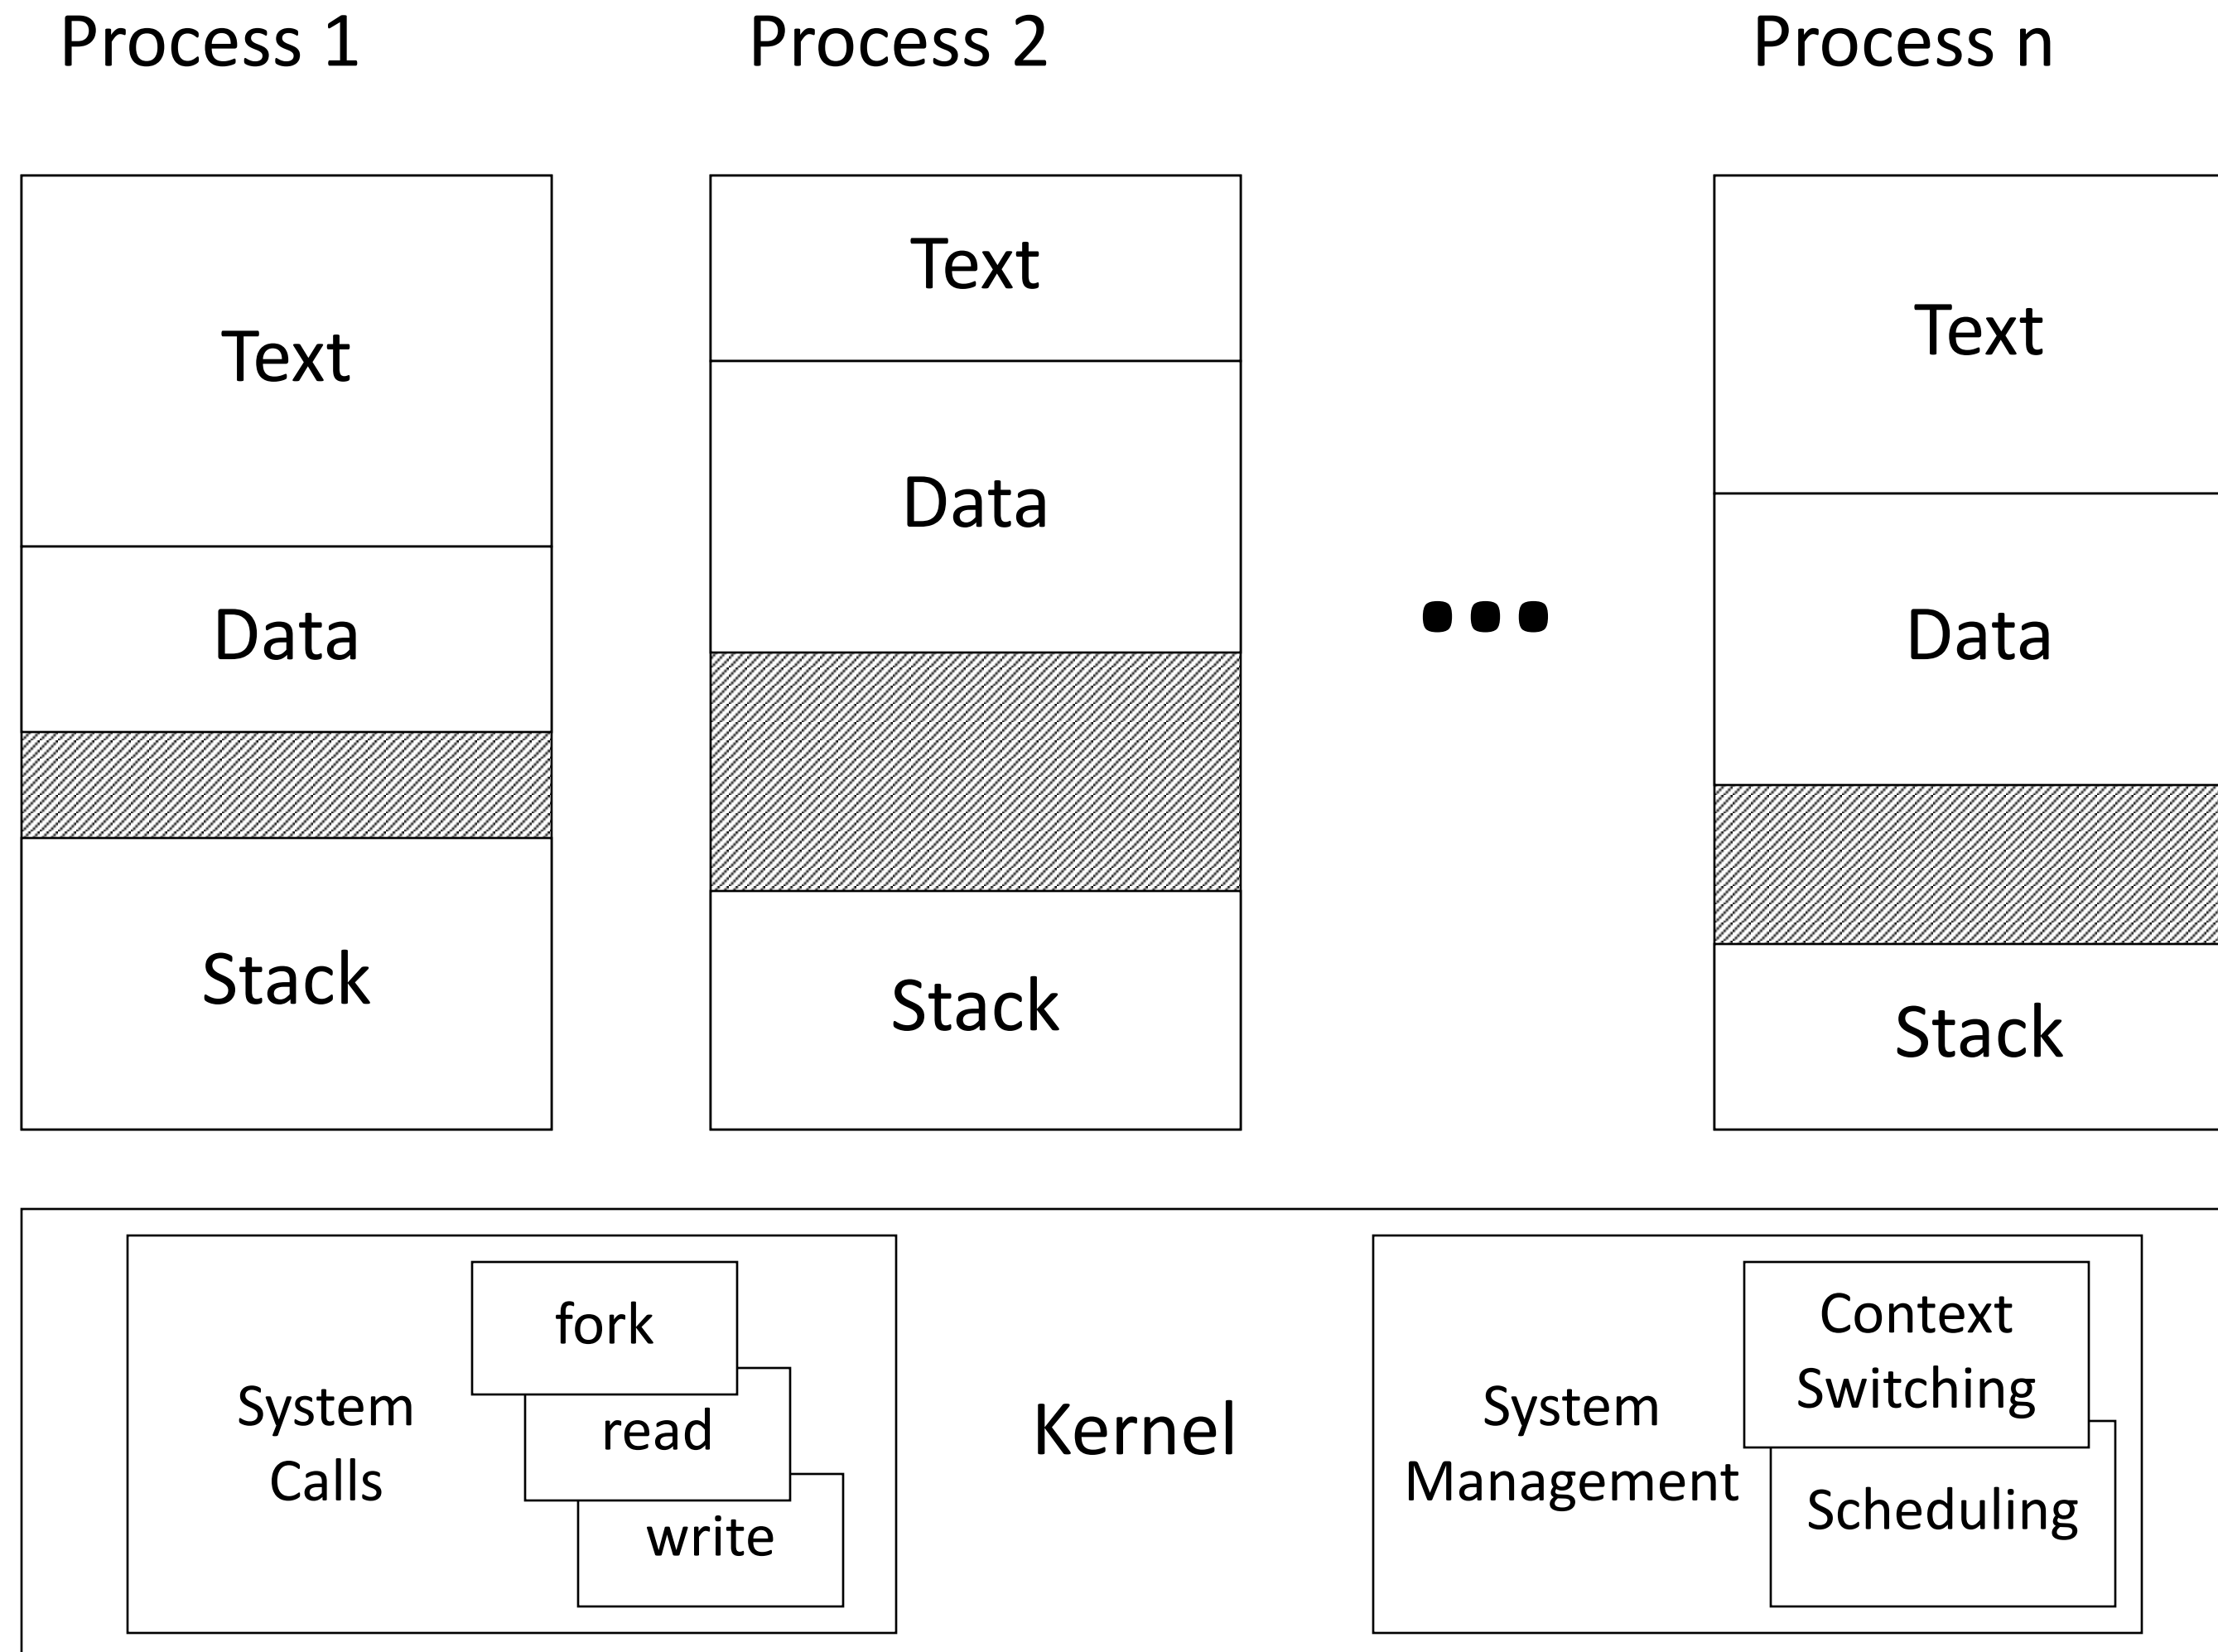 Process 1
Process 2
Process n
Text
Data
Stack
Text
Data
Stack
...
Text
Data
Stack
System
Calls
fork
read
write
Kernel
System
Management
Context
Switching
Scheduling